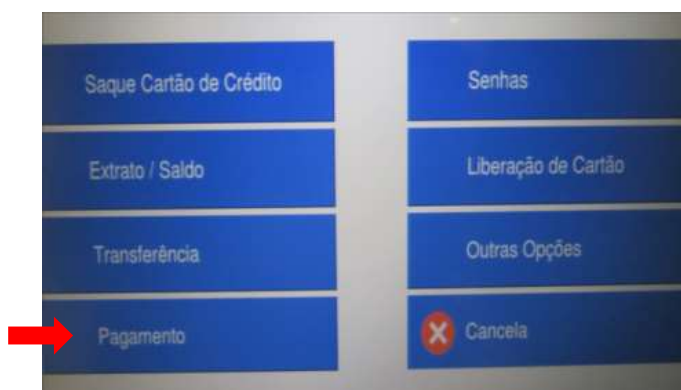 Saque Cartão de Crédito
Senhas
Extrato / Saldo
Liberação de Cartão
Transferência
Outras Opções
Pagamento
Cancela